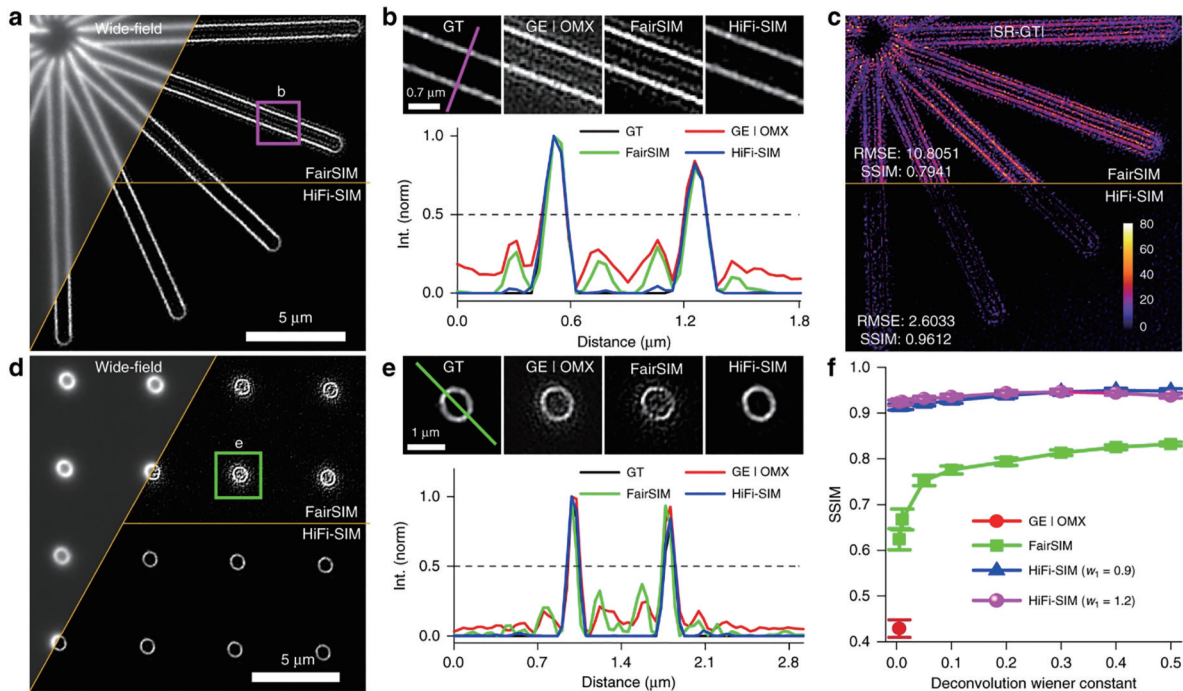 a
Wide-field
b
FairSIM
HiFi-SIM
5 μm
b
GT
GE | OMX
FairSIM
HiFi-SIM
0.7 μm
GT
GE | OMX
FairSIM
HiFi-SIM
Int. (norm)
1.0
0.5
0.0
0.0
0.6
1.2
1.8
Distance (μm)
c
|SR-GT|
RMSE: 10.8051
SSIM: 0.7941
FairSIM
HiFi-SIM
80
60
40
20
0
RMSE: 2.6033
SSIM: 0.9612
d
Wide-field
e
FairSIM
HiFi-SIM
5 μm
e
GT
GE | OMX
FairSIM
HiFi-SIM
1 μm
GT
GE | OMX
FairSIM
HiFi-SIM
Int. (norm)
1.0
0.5
0.0
0.0
0.7
1.4
2.1
2.8
Distance (μm)
f
SSIM
1.0
0.9
0.8
0.7
0.6
0.5
0.4
GE | OMX
FairSIM
HiFi-SIM (w₁ = 0.9)
HiFi-SIM (w₁ = 1.2)
0.0
0.1
0.2
0.3
0.4
0.5
Deconvolution wiener constant